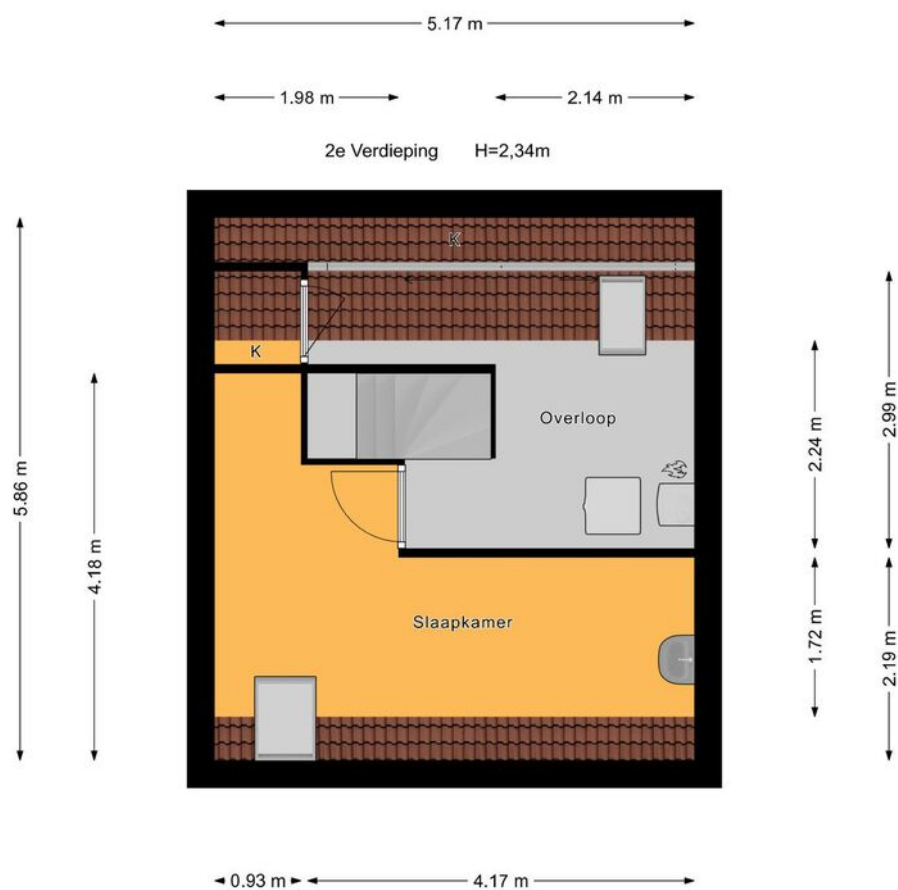 5.17 m
1.98 m
2.14 m
2e Verdieping H=2,34m
K
K
Overloop
Slaapkamer
5.86 m
4.18 m
2.24 m
2.99 m
1.72 m
2.19 m
0.93 m
4.17 m